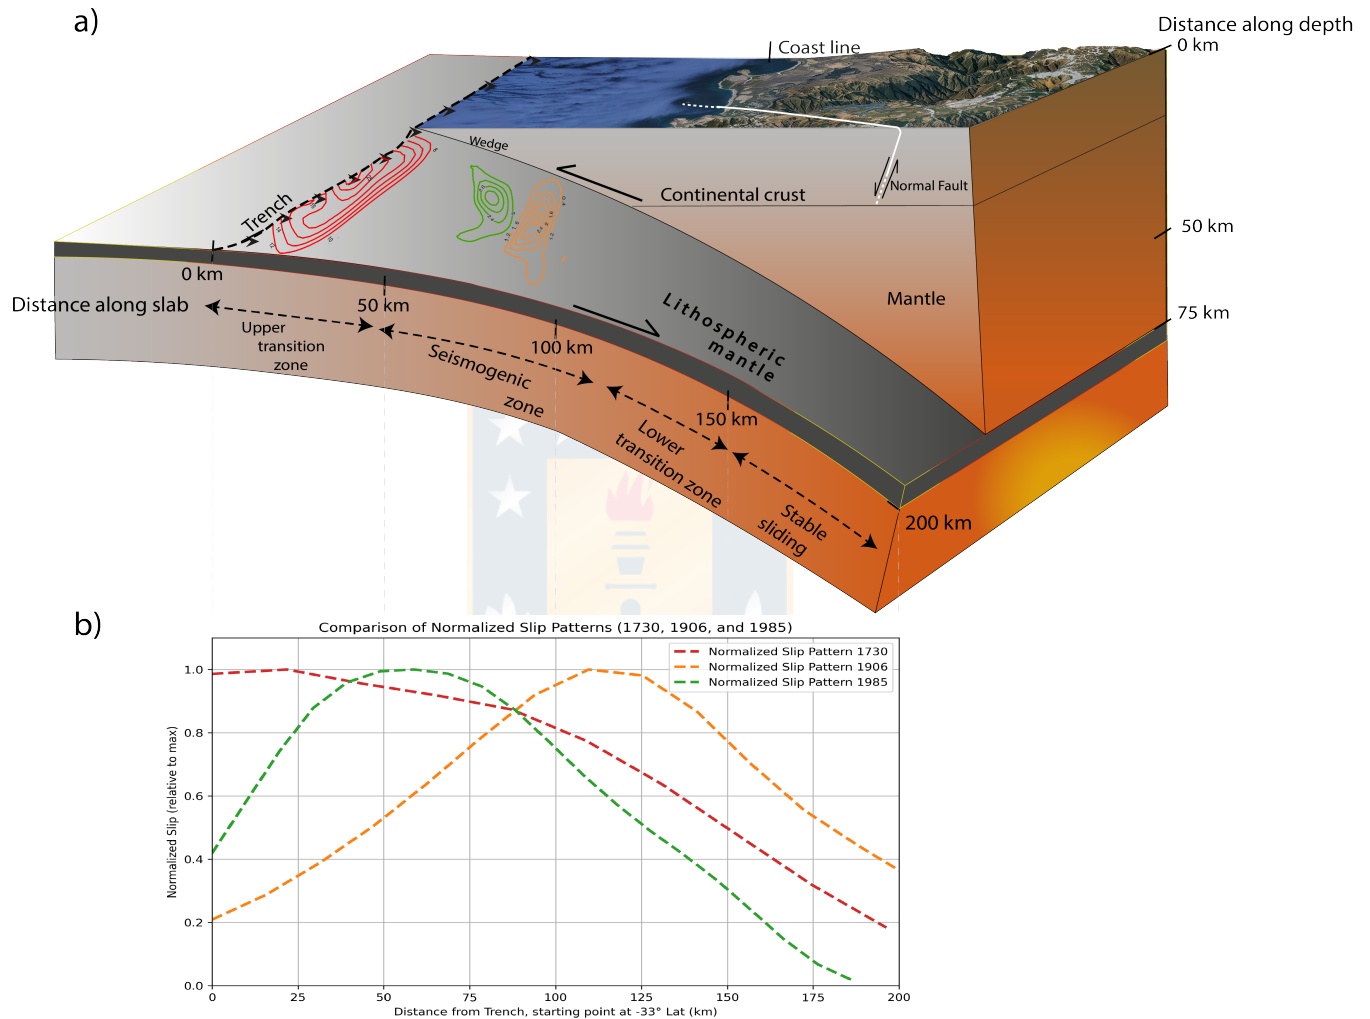 a)
Distance along depth
0 km
Coast line
Wedge
Continental crust
Normal Fault
Trench
50 km
0 km
Distance along slab
50 km
Mantle
75 km
Upper
transition
zone
Lithospheric
mantle
100 km
Seismogenic
zone
150 km
Lower
transition zone
Stable
sliding
200 km
b)
Comparison of Normalized Slip Patterns (1730, 1906, and 1985)
Normalized Slip Pattern 1730
Normalized Slip Pattern 1906
Normalized Slip Pattern 1985
Normalized Slip (relative to max)
1.0
0.8
0.6
0.4
0.2
0.0
0 25 50 75 100 125 150 175 200
Distance from Trench, starting point at -33° Lat (km)